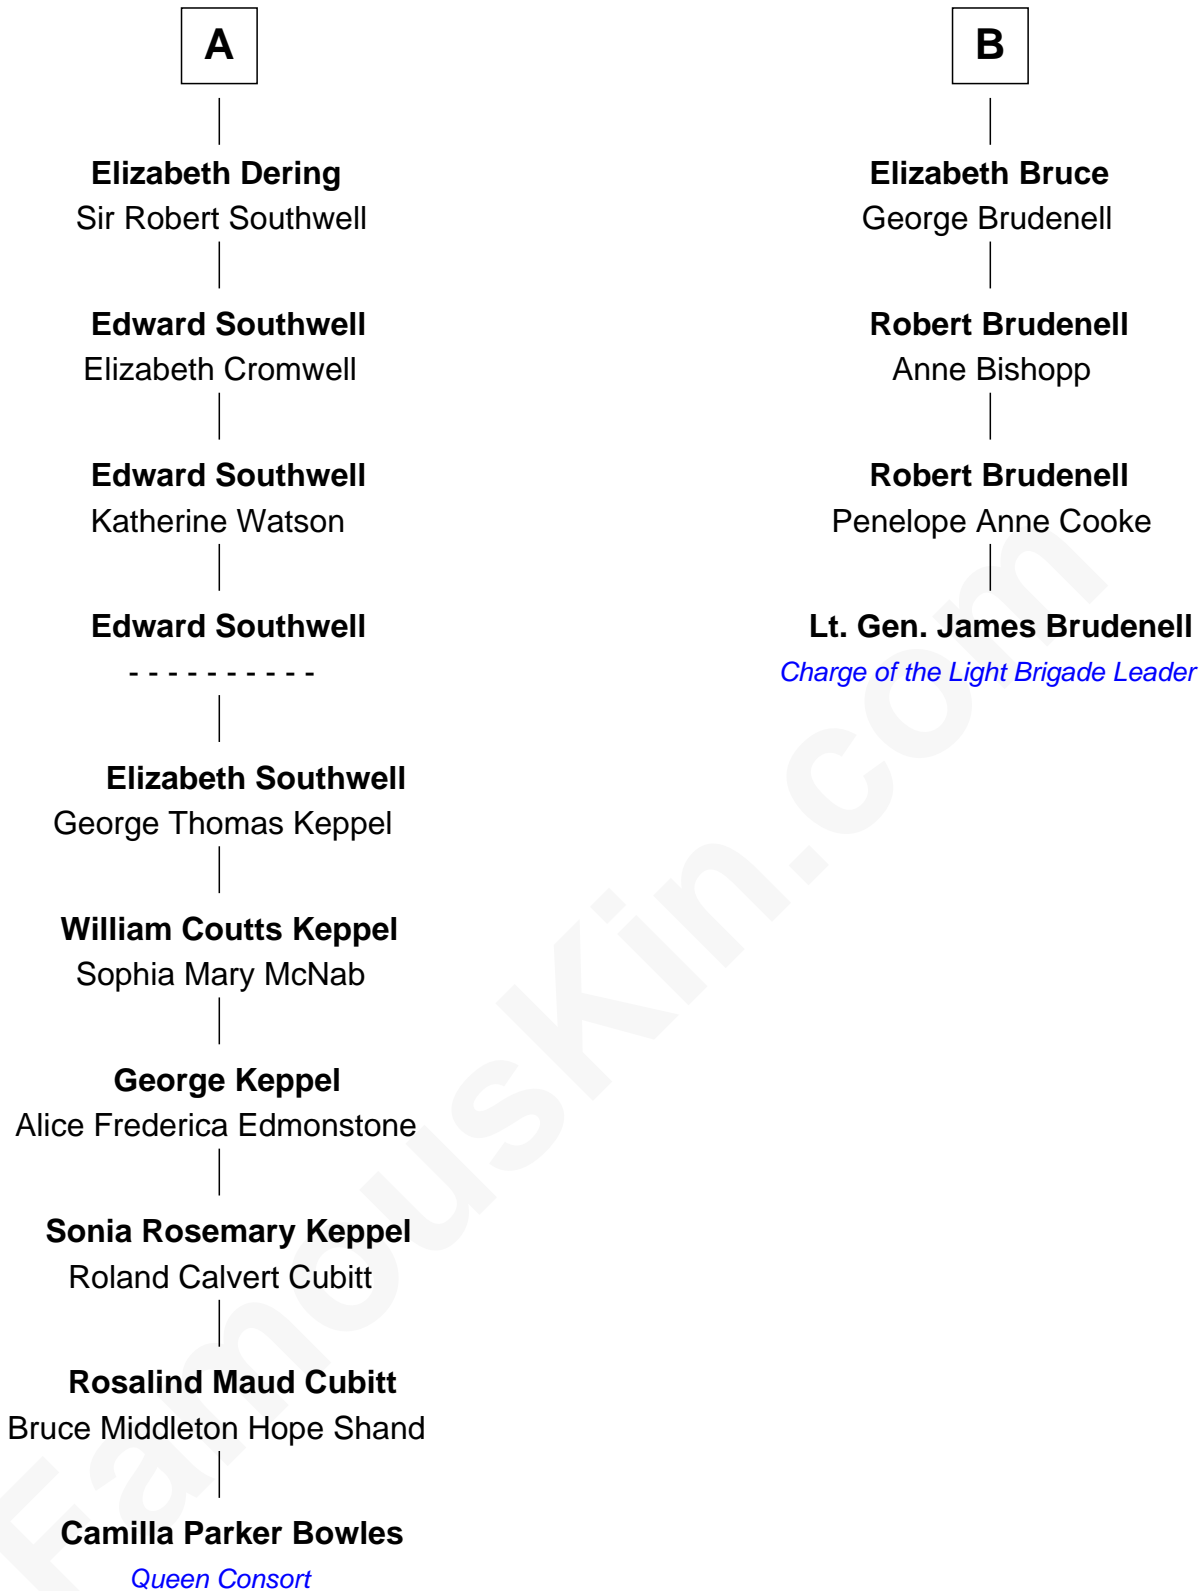 A
Elizabeth Dering
Sir Robert Southwell
Edward Southwell
Elizabeth Cromwell
Edward Southwell
Katherine Watson
Edward Southwell
- - - - - - - - - -
Elizabeth Southwell
George Thomas Keppel
William Coutts Keppel
Sophia Mary McNab
George Keppel
Alice Frederica Edmonstone
Sonia Rosemary Keppel
Roland Calvert Cubitt
Rosalind Maud Cubitt
Bruce Middleton Hope Shand
Camilla Parker Bowles
Queen Consort
B
Elizabeth Bruce
George Brudenell
Robert Brudenell
Anne Bishopp
Robert Brudenell
Penelope Anne Cooke
Lt. Gen. James Brudenell
Charge of the Light Brigade Leader
FamousKin.com